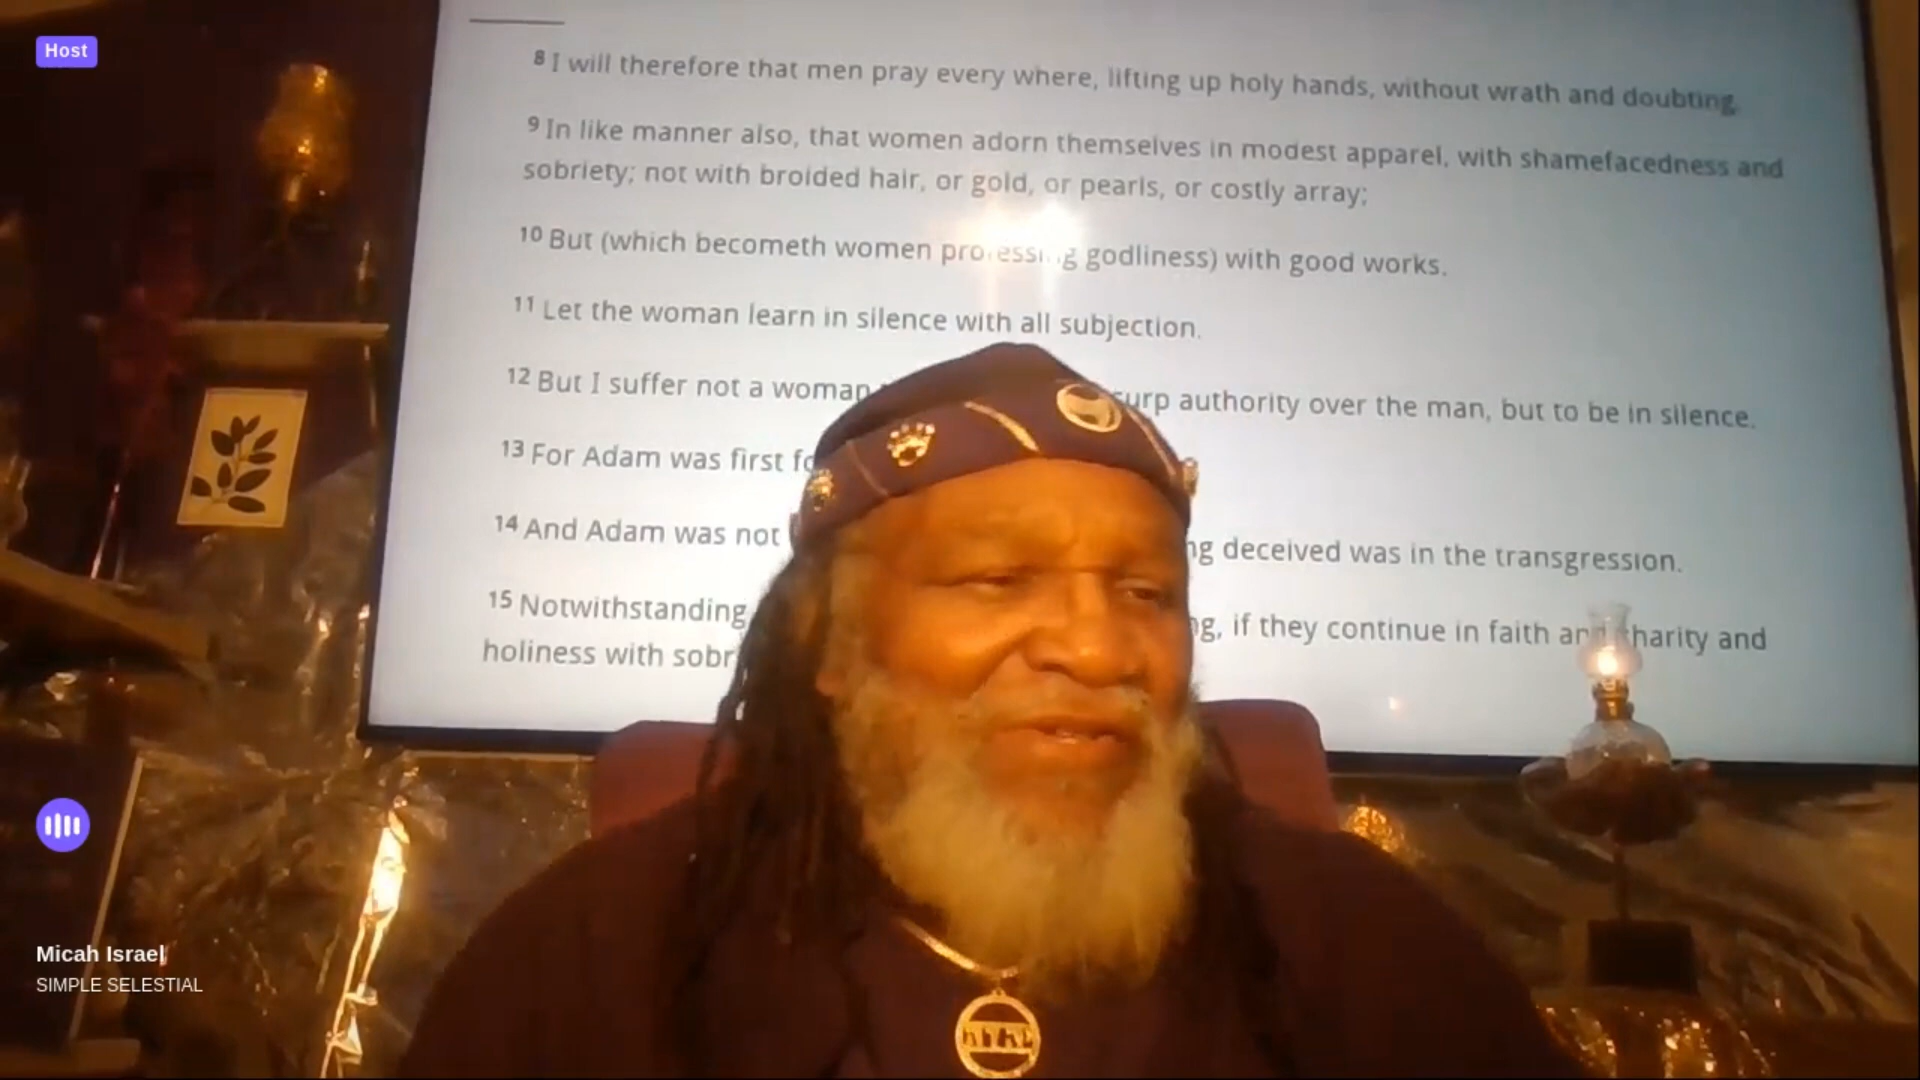 Host
8 I will therefore that men pray every where, lifting up holy hands, without wrath and doubting.
9 In like manner also, that women adorn themselves in modest apparel, with shamefacedness and
sobriety; not with broided hair, or gold, or pearls, or costly array;
10 But (which becometh women professing godliness) with good works.
11 Let the woman learn in silence with all subjection.
12 But I suffer not a woman authority over the man, but to be in silence.
13 For Adam was first
14 And Adam was not deceived was in the transgression.
15 Notwithstanding if they continue in faith and charity and
holiness with
Micah Israel
SIMPLE SELESTIAL